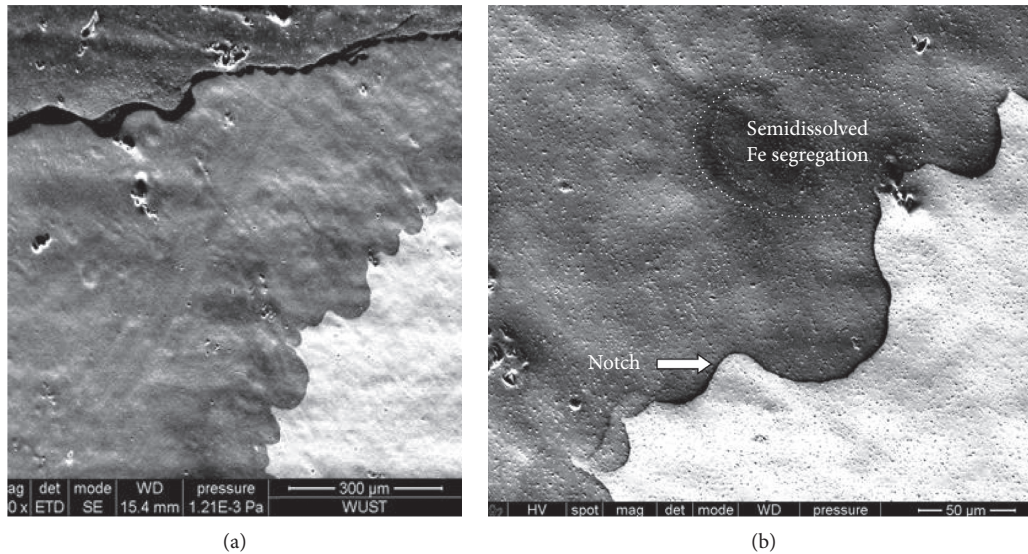 Semidissolved
Fe segregation
Notch
ag det mode WD pressure 300 μm
0 x ETD SE 15.4 mm 1.21E-3 Pa WUST
HV spot mag det mode WD pressure 50 μm
(a) (b)